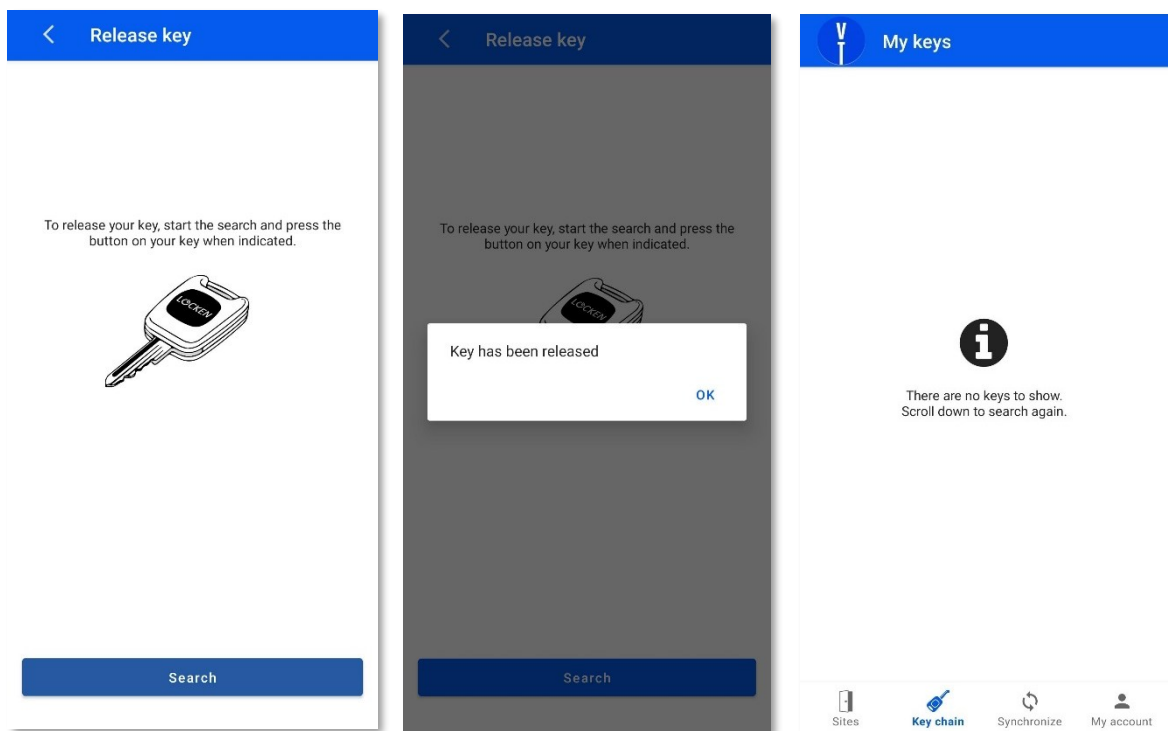 Release key
To release your key, start the search and press the
button on your key when indicated.
LOCKEN
Search
Release key
To release your key, start the search and press the
button on your key when indicated.
LOCKEN
Key has been released
OK
Search
V
T
My keys
There are no keys to show.
Scroll down to search again.
Sites
Key chain
Synchronize
My account